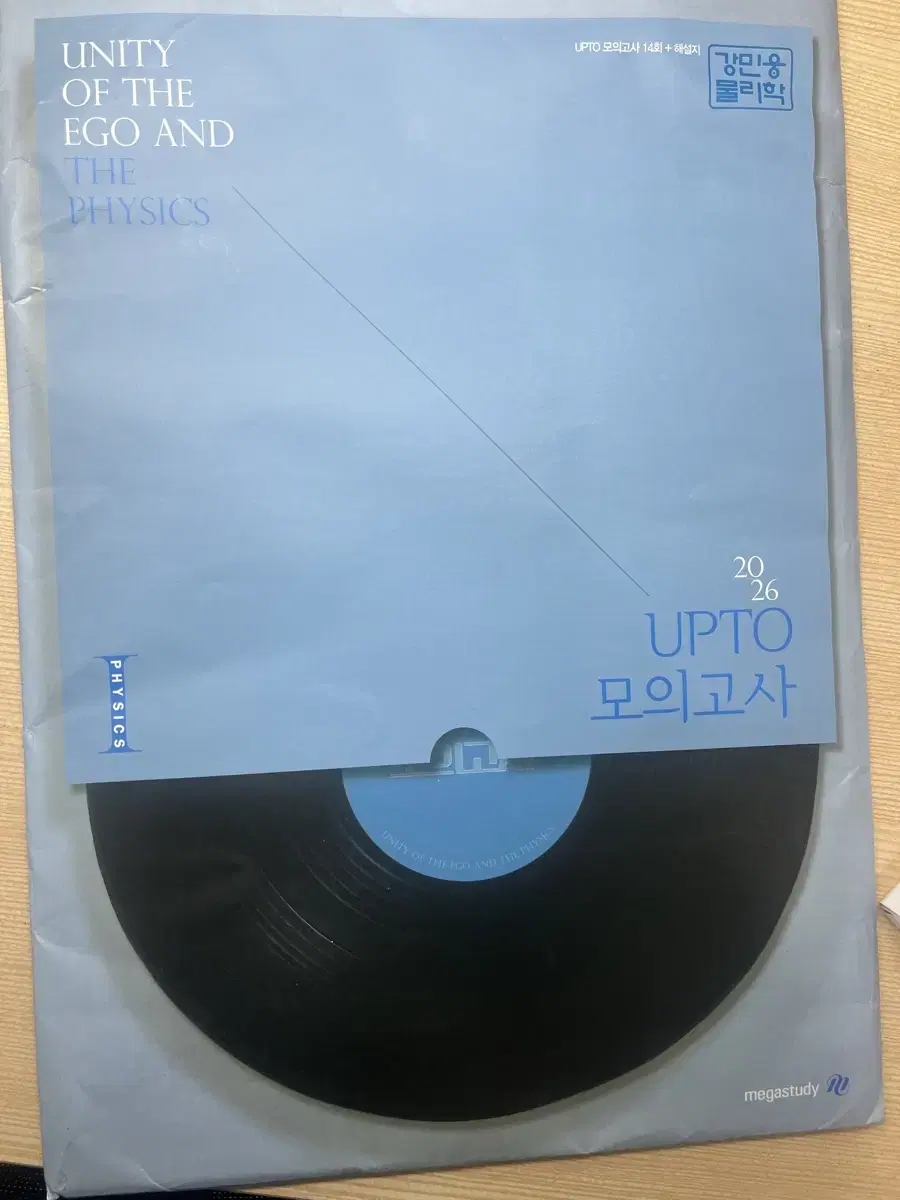 UNITY
OF THE
EGO AND
THE
PHYSICS
UPTO 모의고사 14회 + 해설지
강민웅
물리학
20
26
UPTO
모의고사
I
PHYSICS
UNITY OF THE EGO AND THE PHYSICS
megastudy